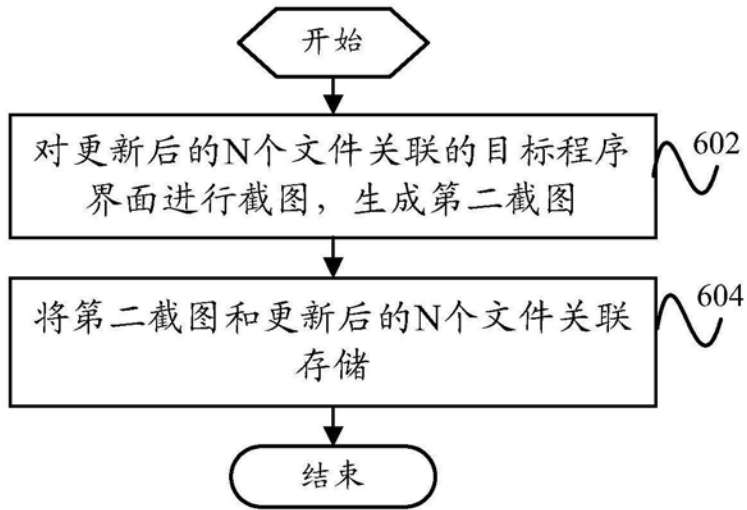 开始
对更新后的N个文件关联的目标程序
界面进行截图，生成第二截图
602
将第二截图和更新后的N个文件关联
存储
604
结束